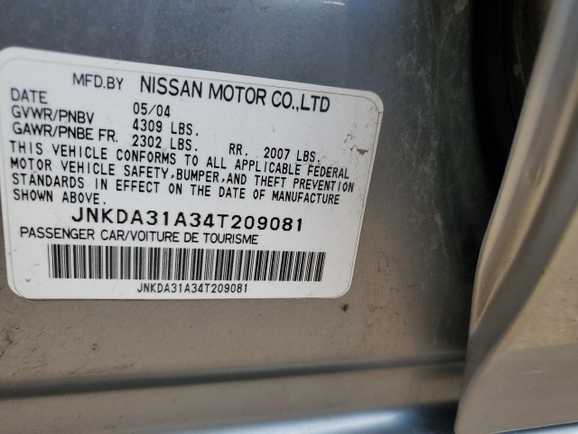 MFD.BY NISSAN MOTOR CO.,LTD
DATE 05/04
GVWR/PNBV 4309 LBS.
GAWR/PNBE FR. 2302 LBS. RR. 2007 LBS.
THIS VEHICLE CONFORMS TO ALL APPLICABLE FEDERAL
MOTOR VEHICLE SAFETY,BUMPER,AND THEFT PREVENTION
STANDARDS IN EFFECT ON THE DATE OF MANUFACTURE
SHOWN ABOVE.
JNKDA31A34T209081
PASSENGER CAR/VOITURE DE TOURISME
JNKDA31A34T209081